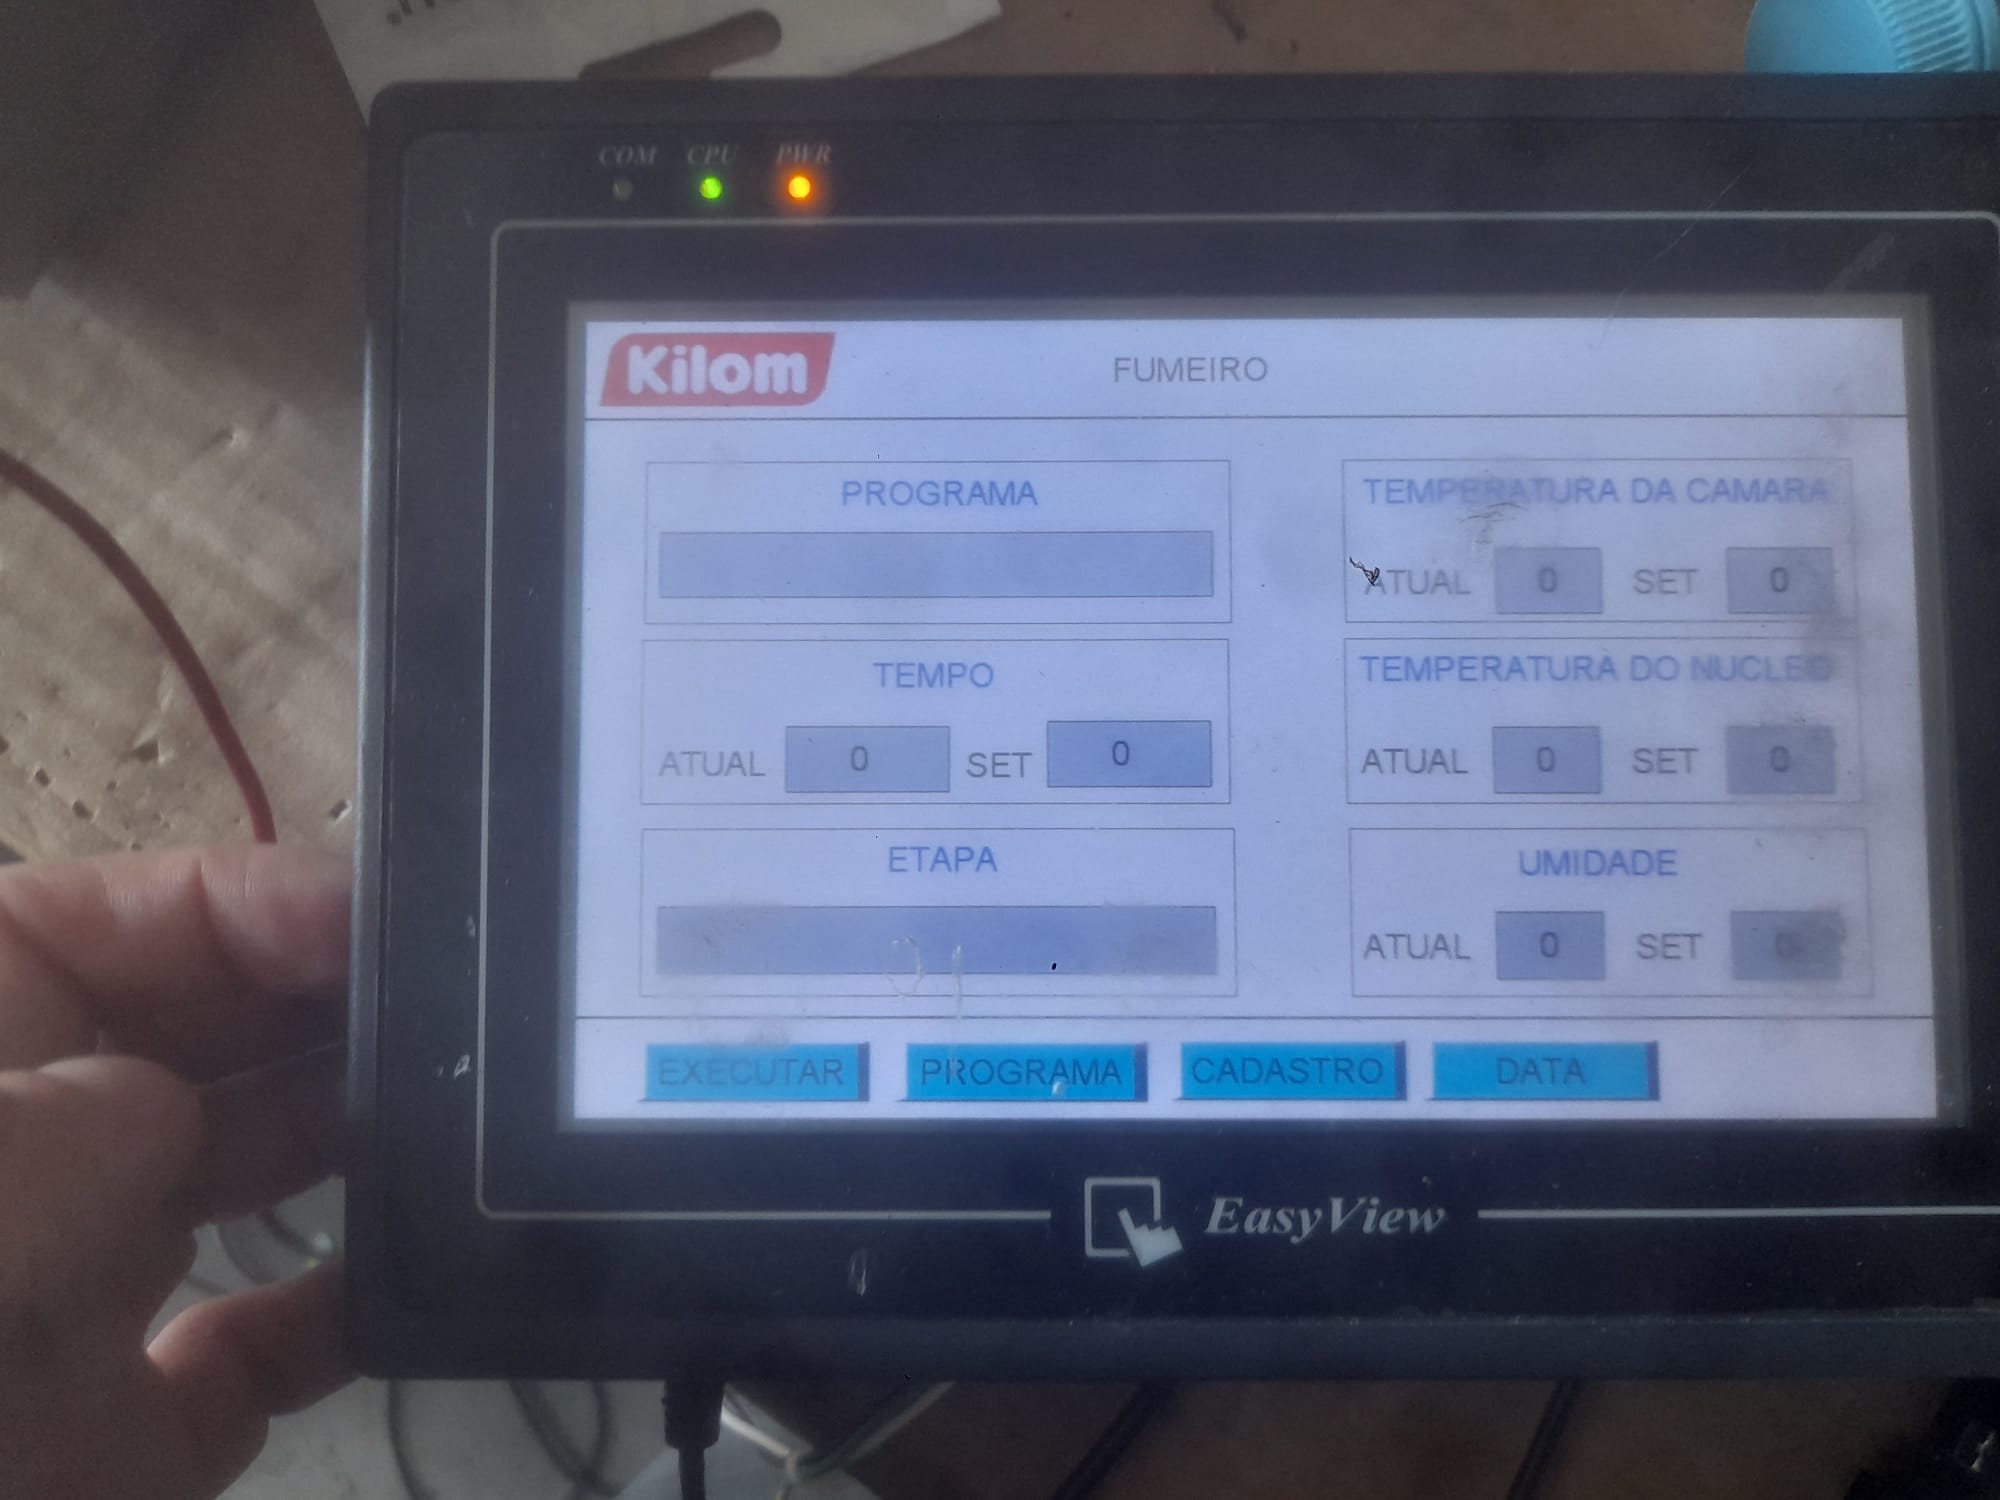 COM CPU PWR
Kilom
FUMEIRO
PROGRAMA
TEMPO
ATUAL 0 SET 0
ETAPA
TEMPERATURA DA CAMARA
ATUAL 0 SET 0
TEMPERATURA DO NUCLEO
ATUAL 0 SET 0
UMIDADE
ATUAL 0 SET 0
EXECUTAR PROGRAMA CADASTRO DATA
EasyView